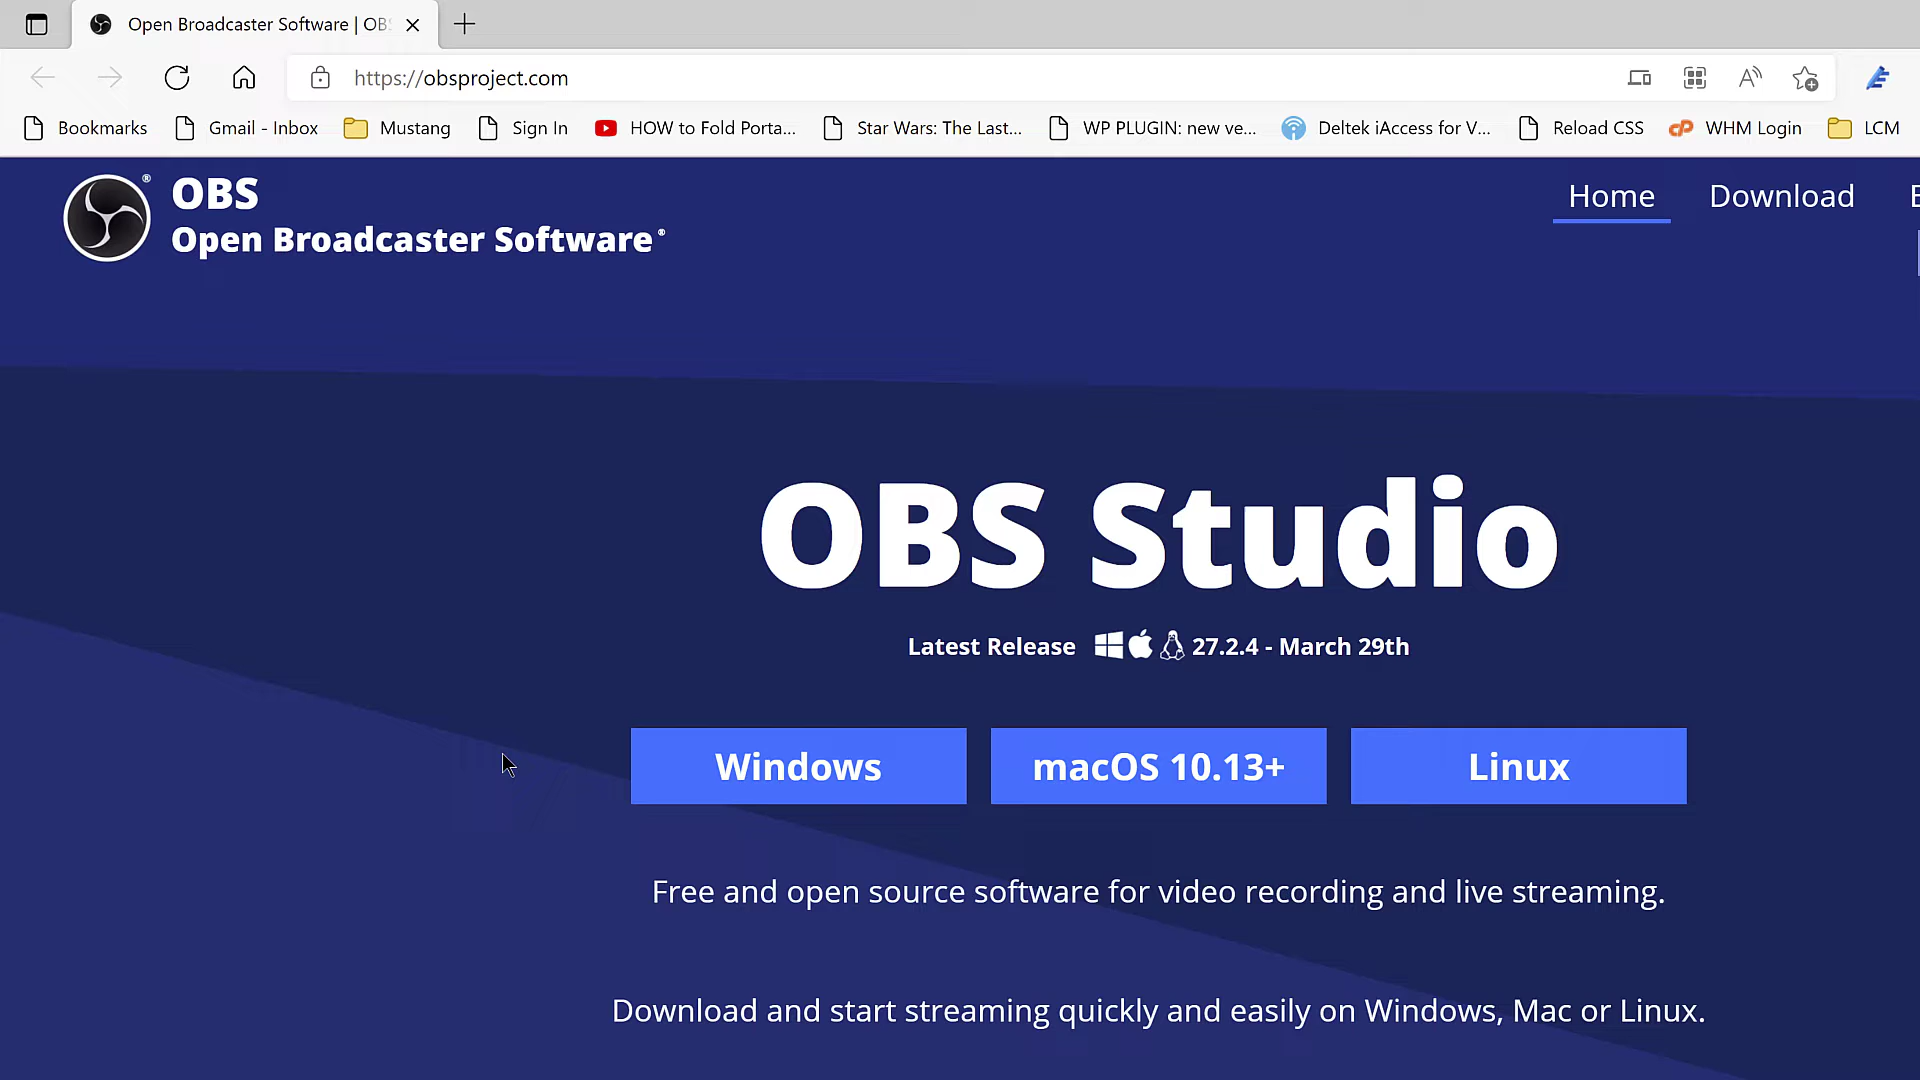 Open Broadcaster Software | OBS
https://obsproject.com
Bookmarks
Gmail - Inbox
Mustang
Sign In
HOW to Fold Porta...
Star Wars: The Last...
WP PLUGIN: new ve...
Deltek iAccess for V...
Reload CSS
cP
WHM Login
LCM
OBS
Open Broadcaster Software®
Home
Download
OBS Studio
Latest Release 27.2.4 - March 29th
Windows
macOS 10.13+
Linux
Free and open source software for video recording and live streaming.
Download and start streaming quickly and easily on Windows, Mac or Linux.